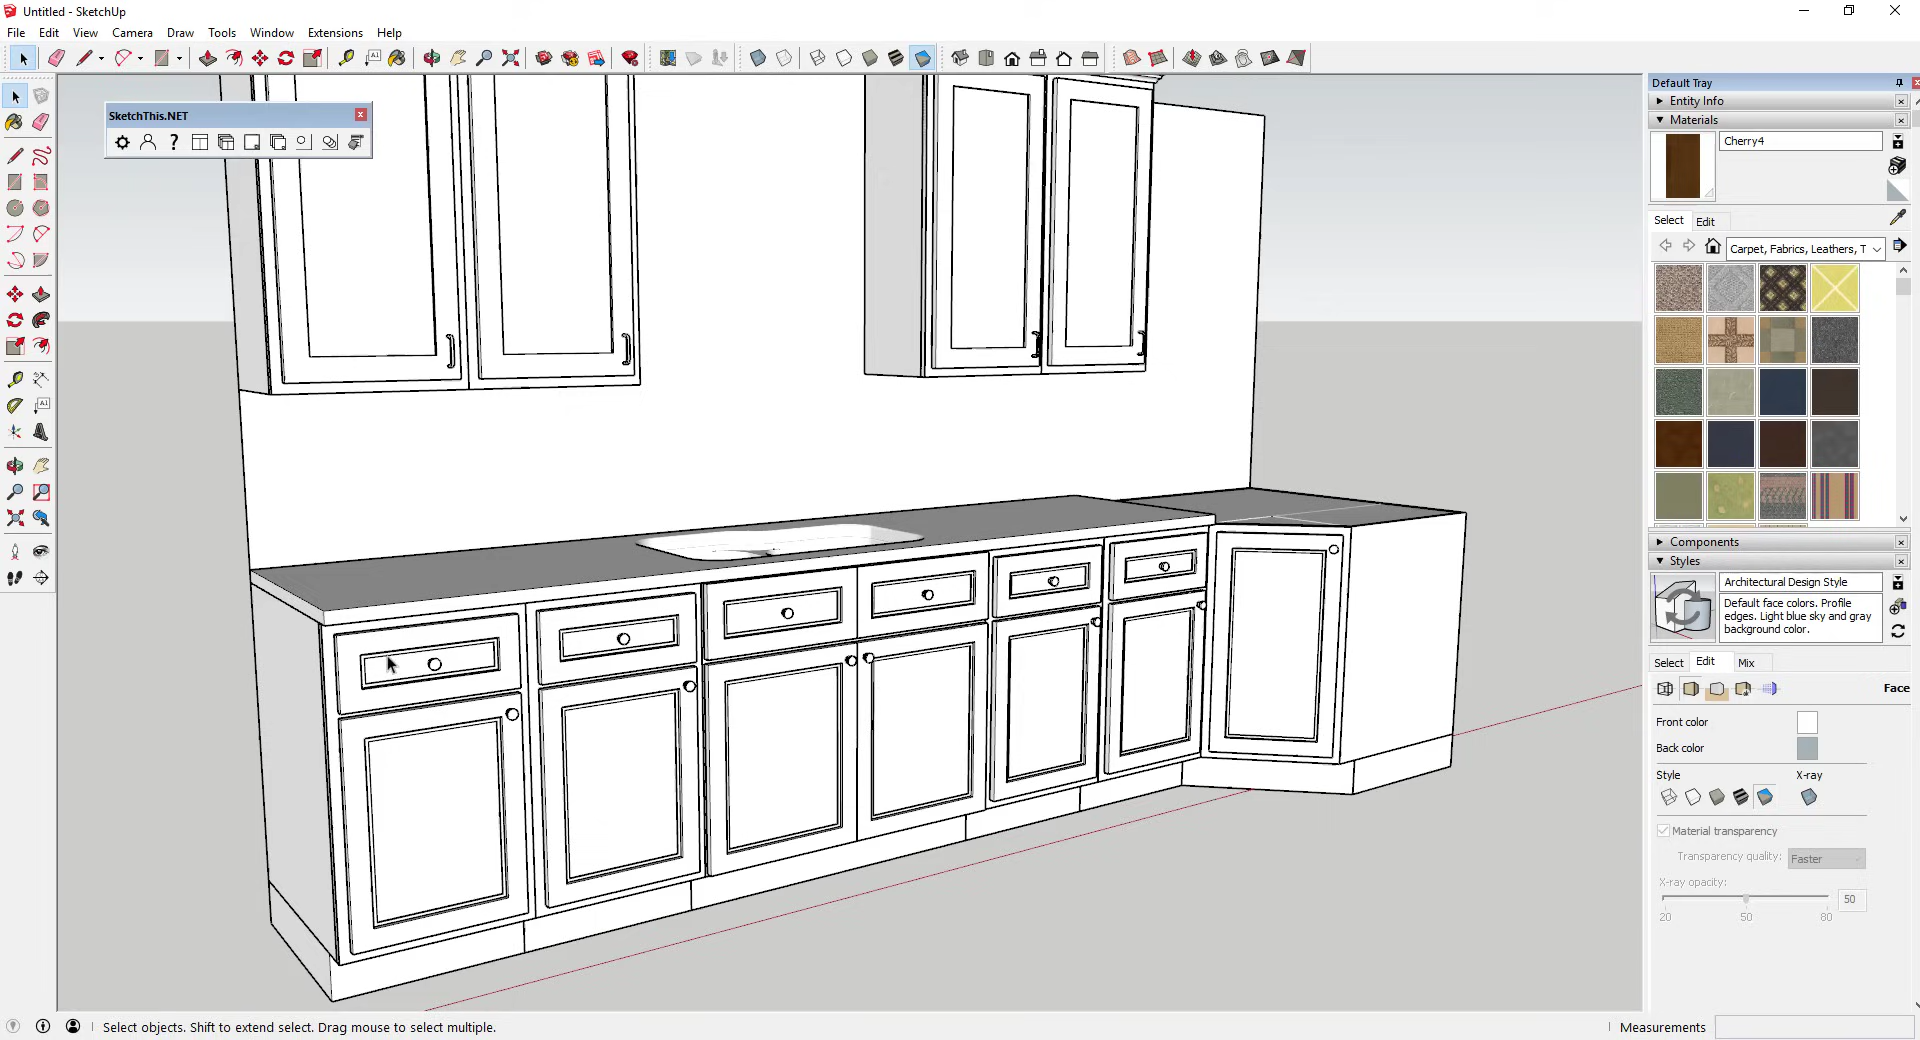 Untitled - SketchUp
File Edit View Camera Draw Tools Window Extensions Help
SketchThis.NET
Default Tray
Entity Info
Materials
Cherry4
Select Edit
Carpet, Fabrics, Leathers, T
Components
Styles
Architectural Design Style
Default face colors. Profile
edges. Light blue sky and gray
background color.
Select Edit Mix
Face
Front color
Back color
Style X-ray
Material transparency
Transparency quality: Faster
X-ray opacity:
50
20 50 80
Select objects. Shift to extend select. Drag mouse to select multiple.
Measurements